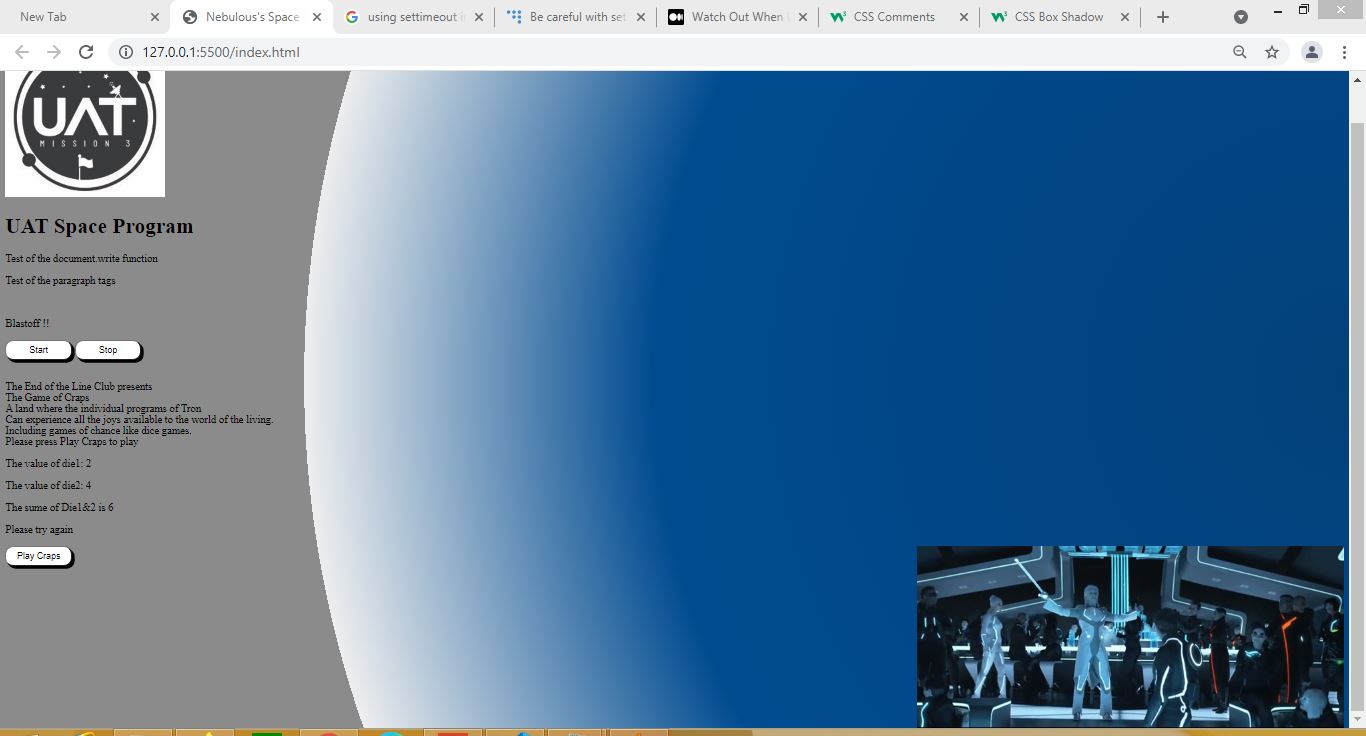 New Tab
Nebulous's Space
using settimeout i
Be careful with set
Watch Out When
CSS Comments
CSS Box Shadow
127.0.0.1:5500/index.html
UAT
MISSION 3
UAT Space Program
Test of the document.write function
Test of the paragraph tags
Blastoff !!
Start
Stop
The End of the Line Club presents
The Game of Craps
A land where the individual programs of Tron
Can experience all the joys available to the world of the living.
Including games of chance like dice games.
Please press Play Craps to play
The value of die1: 2
The value of die2: 4
The sume of Die1&2 is 6
Please try again
Play Craps